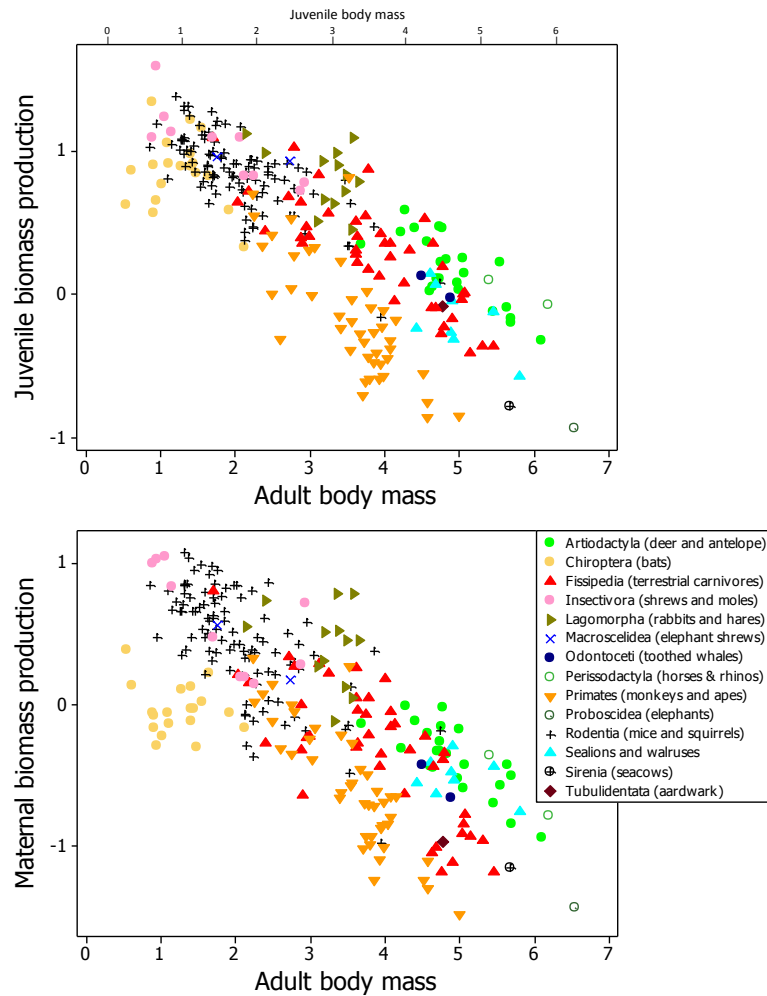 Juvenile body mass
0 1 2 3 4 5 6
Juvenile biomass production
1
0
-1
0 1 2 3 4 5 6 7
Adult body mass
Maternal biomass production
1
0
-1
Artiodactyla (deer and antelope)
Chiroptera (bats)
Fissipedia (terrestrial carnivores)
Insectivora (shrews and moles)
Lagomorpha (rabbits and hares)
Macroscelidea (elephant shrews)
Odontoceti (toothed whales)
Perissodactyla (horses & rhinos)
Primates (monkeys and apes)
Proboscidea (elephants)
Rodentia (mice and squirrels)
Sealions and walruses
Sirenia (seacows)
Tubulidentata (aardwark)
0 1 2 3 4 5 6 7
Adult body mass